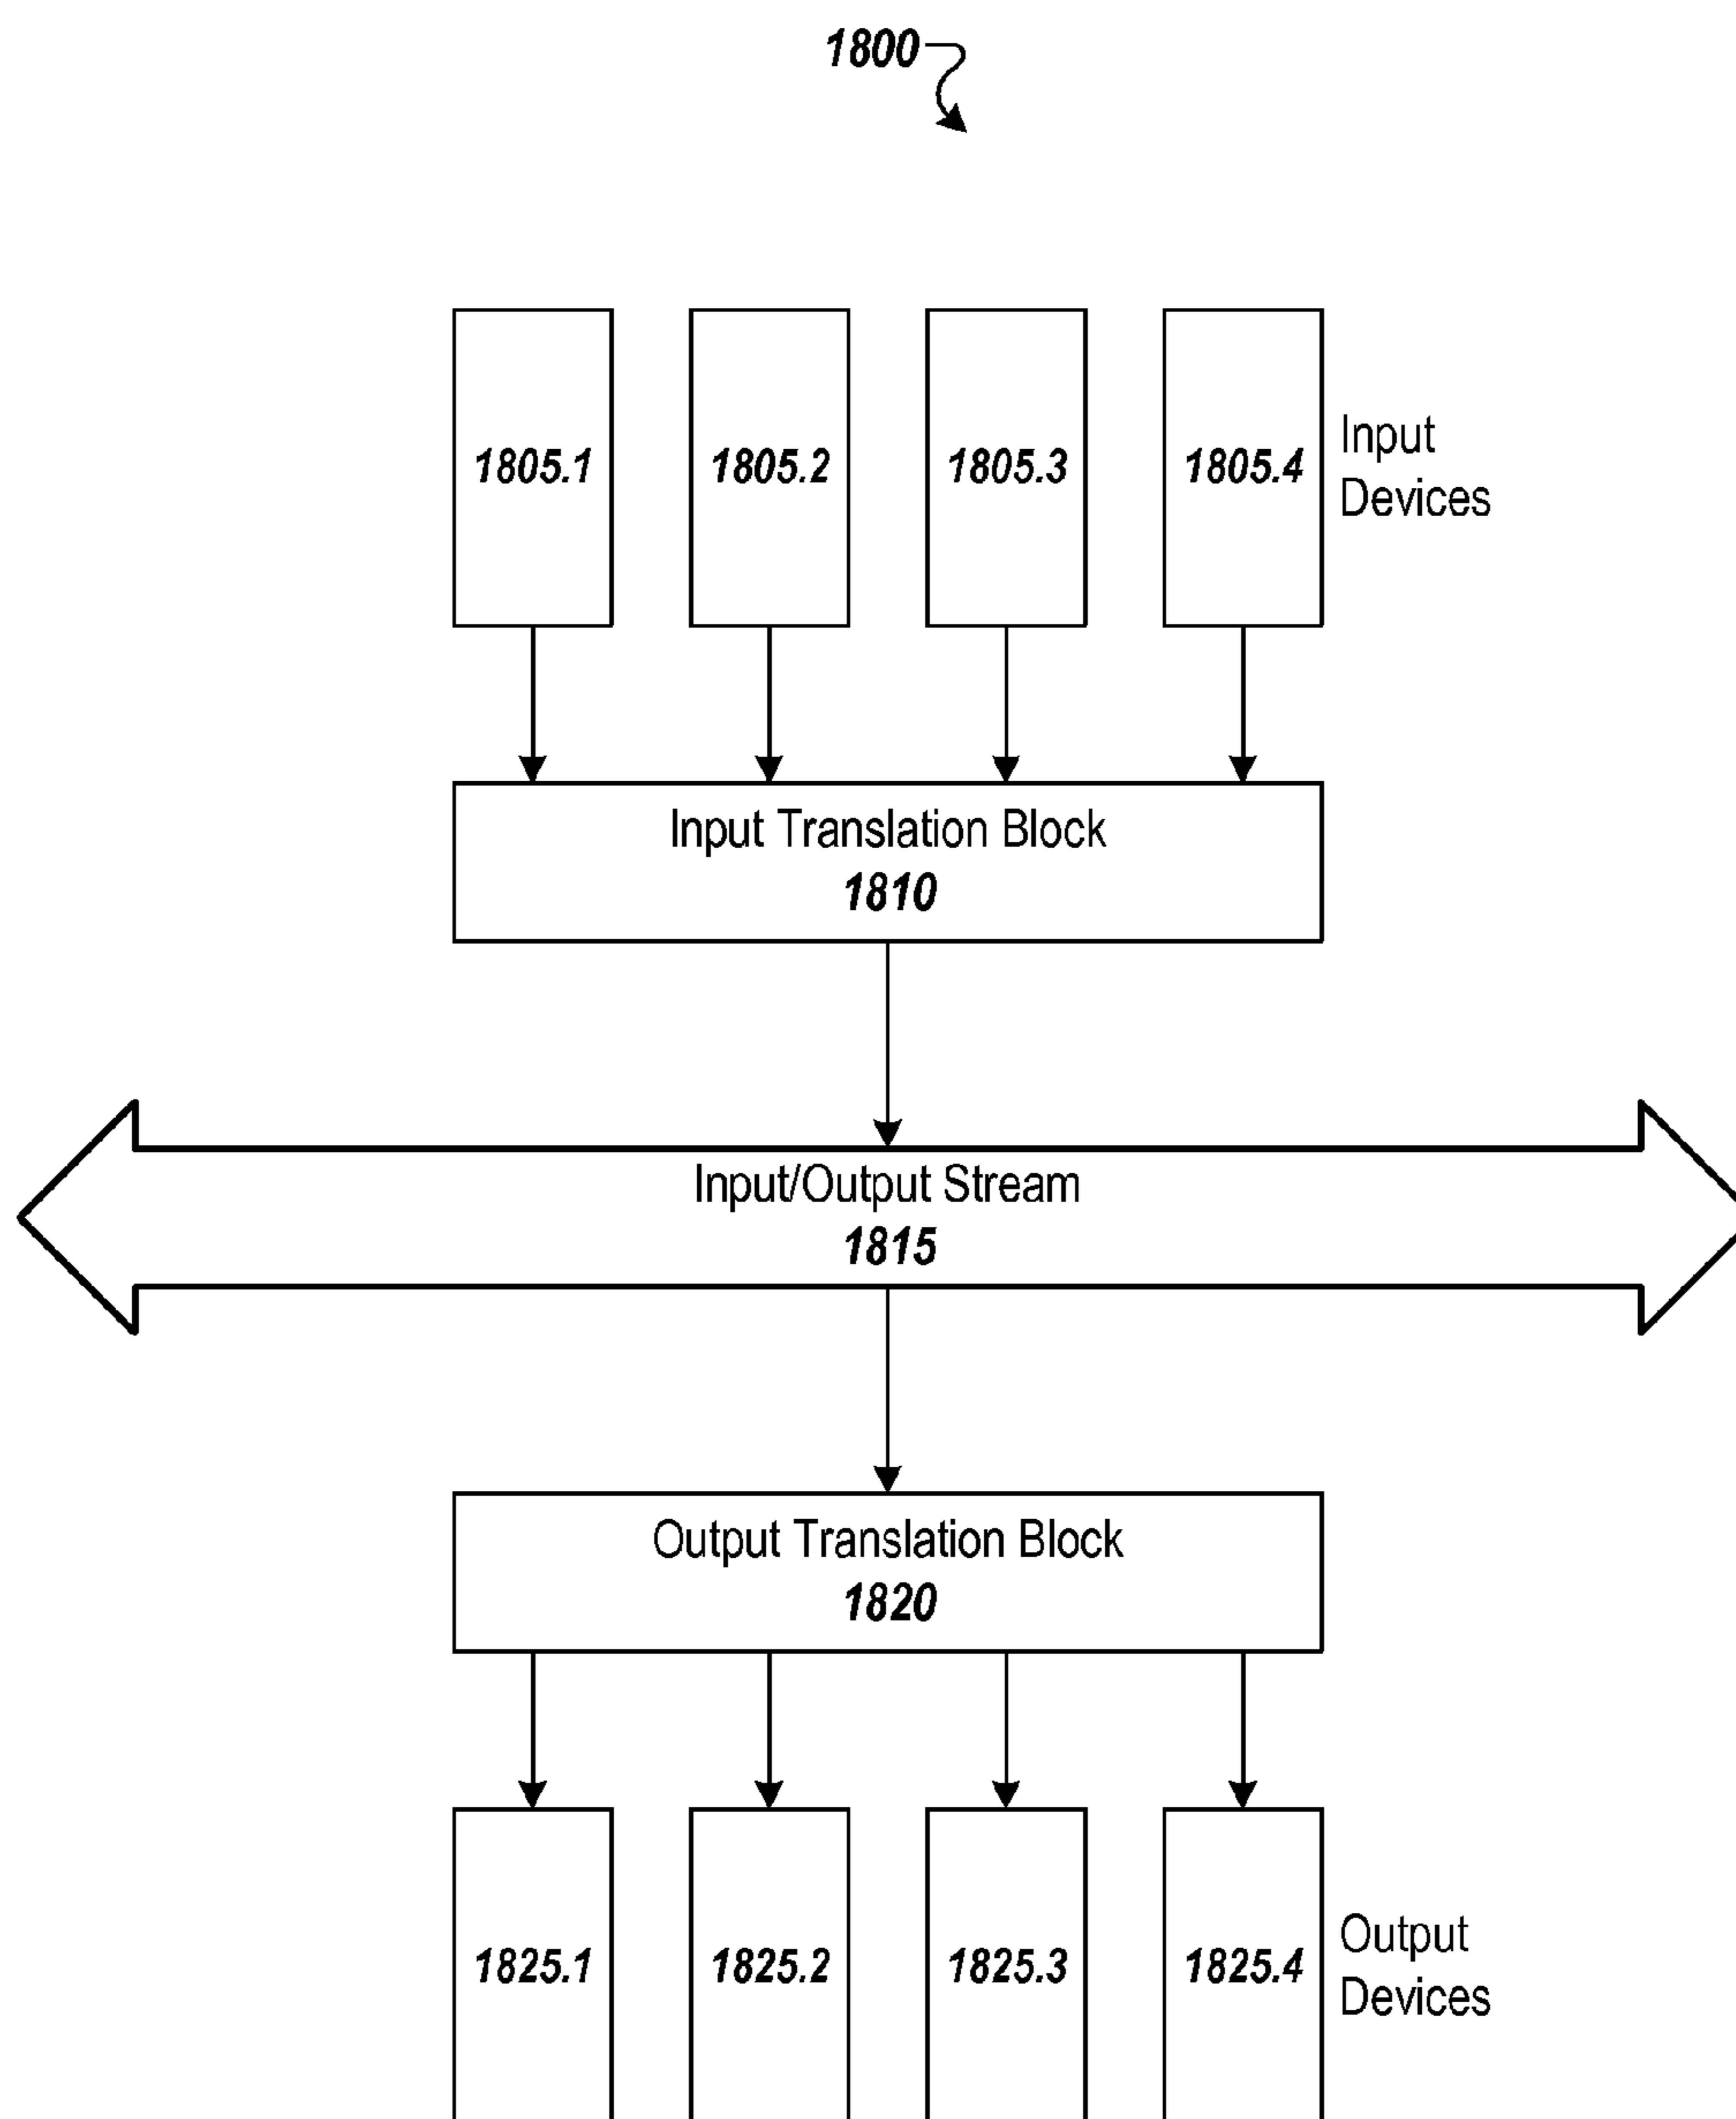 1800
1805.1 1805.2 1805.3 1805.4
Input
Devices
Input Translation Block
1810
Input/Output Stream
1815
Output Translation Block
1820
1825.1 1825.2 1825.3 1825.4
Output
Devices